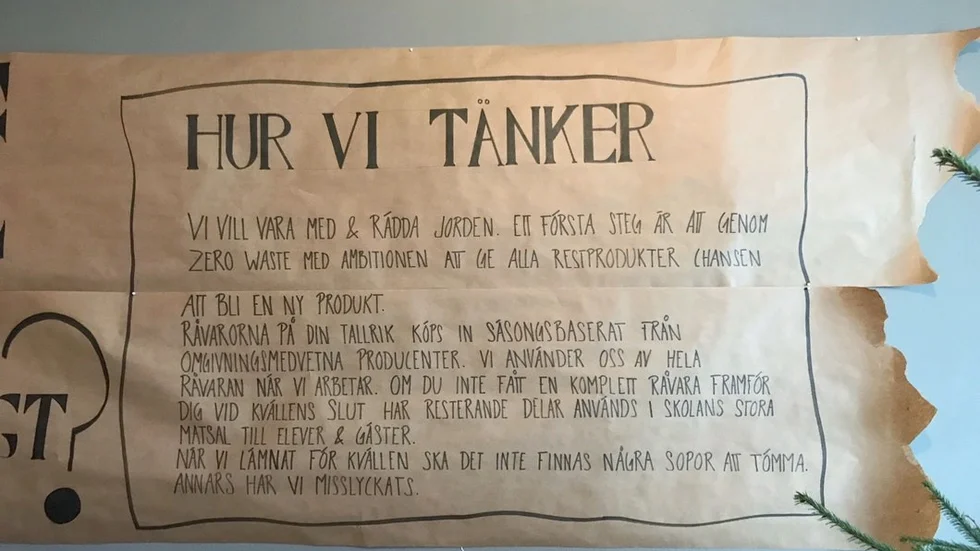 HUR VI TÄNKER
VI VILL VARA MED & RÄDDA JORDEN. ETT FÖRSTA STEG ÄR ATT GENOM
ZERO WASTE MED AMBITIONEN ATT GE ALLA RESTPRODUKTER CHANSEN
ATT BLI EN NY PRODUKT.
RÅVARORNA PÅ DIN TALLRIK KÖPS IN SÄSONGSBASERAT FRÅN
OMGIVNINGSMEDVETNA PRODUCENTER. VI ANVÄNDER OSS AV HELA
RÅVARAN NÄR VI ARBETAR. OM DU INTE FÅTT EN KOMPLETT RÅVARA FRAMFÖR
DIG VID KVÄLLENS SLUT HAR RESTERANDE DELAR ANVÄNDS I SKOLANS STORA
MATSAL TILL ELEVER & GÄSTER.
NÄR VI LÄMNAT FÖR KVÄLLEN SKA DET INTE FINNAS NÅGRA SOPOR ATT TÖMMA.
ANNARS HAR VI MISSLYCKATS.
GT?